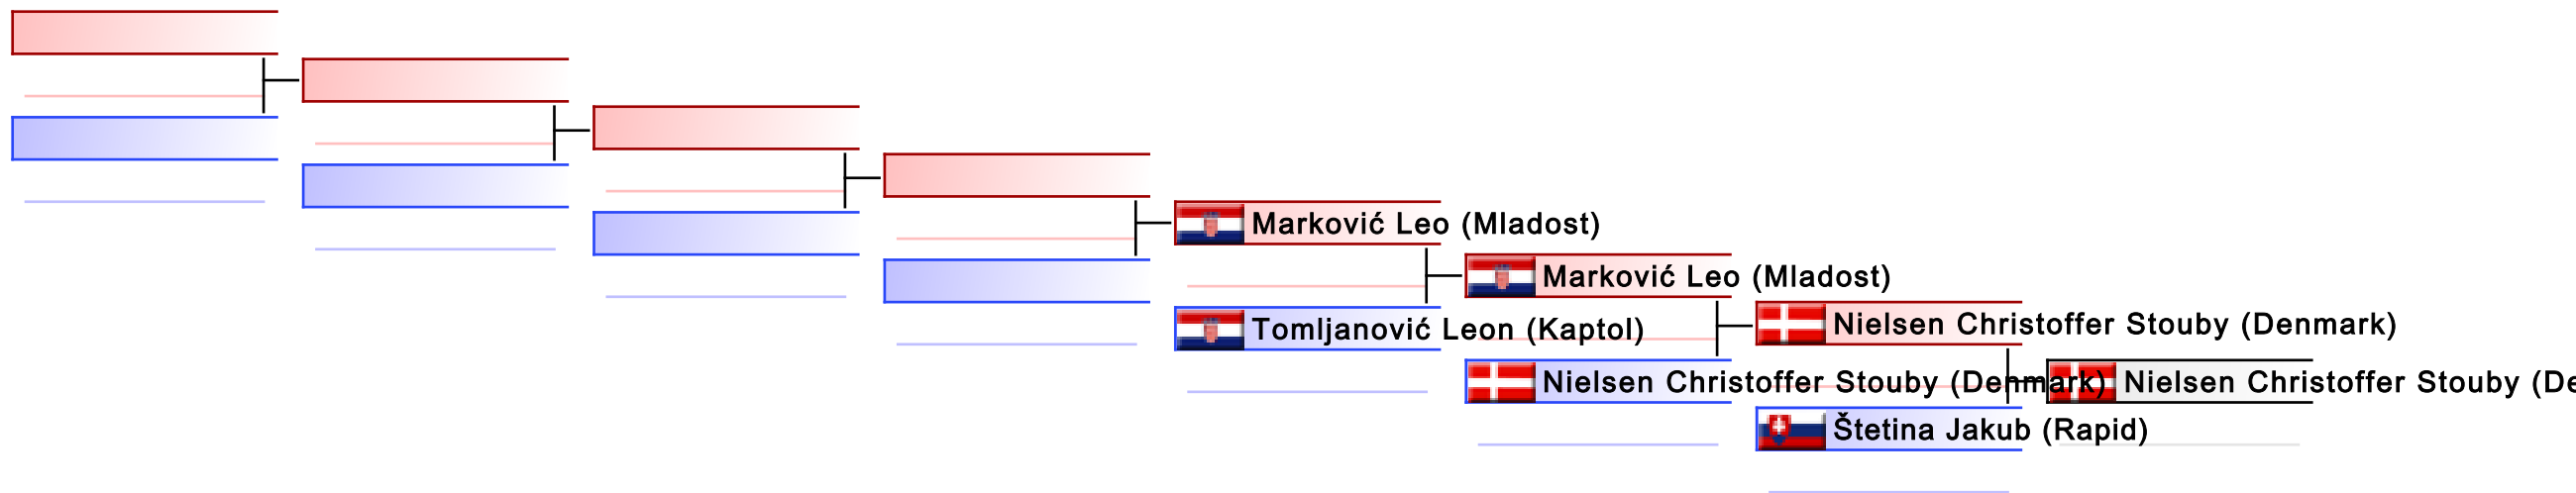 Marković Leo (Mladost)
Marković Leo (Mladost)
Tomljanović Leon (Kaptol)
Nielsen Christoffer Stouby (Denmark)
Nielsen Christoffer Stouby (Denmark)
Nielsen Christoffer Stouby (De
Štetina Jakub (Rapid)